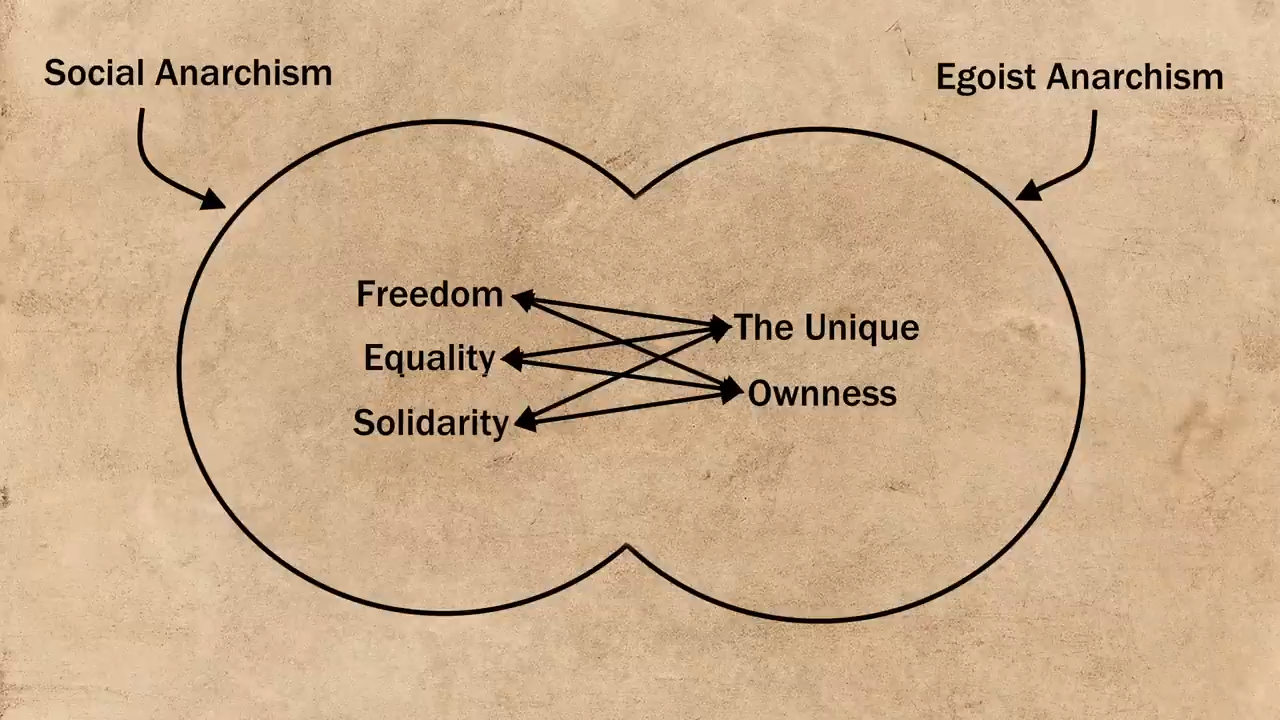 Social Anarchism
Egoist Anarchism
Freedom
Equality
Solidarity
The Unique
Ownness